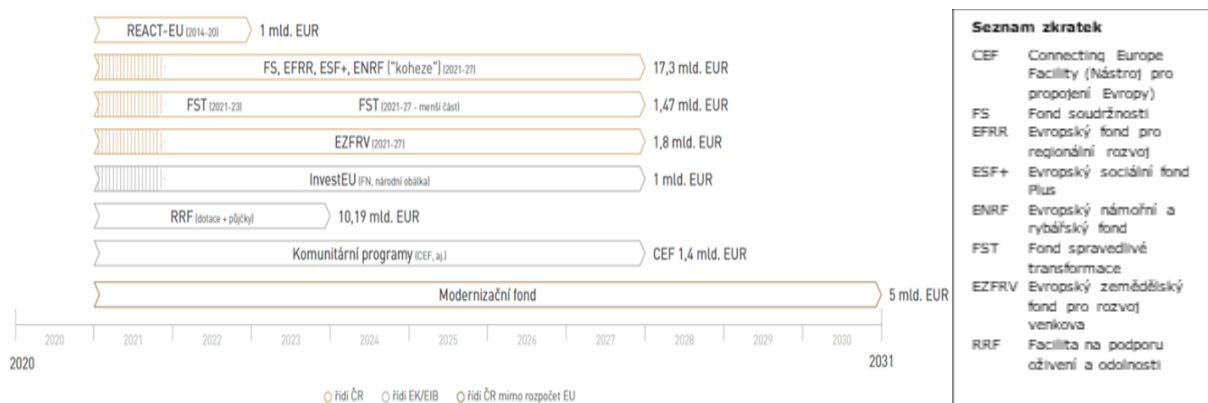 REACT-EU (2014-20) 1 mld. EUR
FS, EFRR, ESF+, ENRF ("koheze") (2021-27) 17,3 mld. EUR
FST (2021-23) FST (2021-27 - menší část) 1,47 mld. EUR
EZFRV (2021-27) 1,8 mld. EUR
InvestEU (FN, národní obálka) 1 mld. EUR
RRF (dotace + půjčky) 10,19 mld. EUR
Komunitární programy (CEF, aj.) CEF 1,4 mld. EUR
Modernizační fond 5 mld. EUR
2020 2021 2022 2023 2024 2025 2026 2027 2028 2029 2030
2020 2031
řídí ČR řídí EK/EIB řídí ČR mimo rozpočet EU
Seznam zkratek
CEF Connecting Europe
Facility (Nástroj pro
propojení Evropy)
FS Fond soudržnosti
EFRR Evropský fond pro
regionální rozvoj
ESF+ Evropský sociální fond
Plus
ENRF Evropský námořní a
rybářský fond
FST Fond spravedlivé
transformace
EZFRV Evropský zemědělský
fond pro rozvoj
venkova
RRF Facilita na podporu
oživení a odolnosti